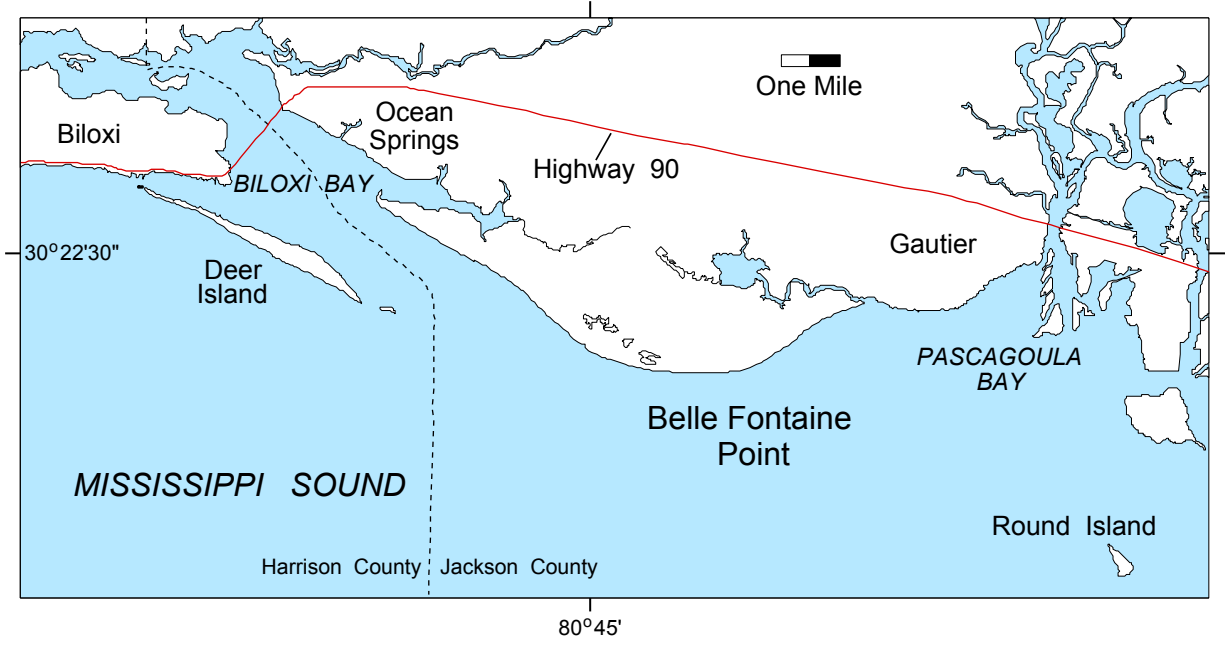 One Mile
Biloxi
Ocean
Springs
Highway 90
BILOXI BAY
30°22'30"
Gautier
Deer
Island
PASCAGOULA
BAY
Belle Fontaine
Point
MISSISSIPPI SOUND
Round Island
Harrison County
Jackson County
80°45'